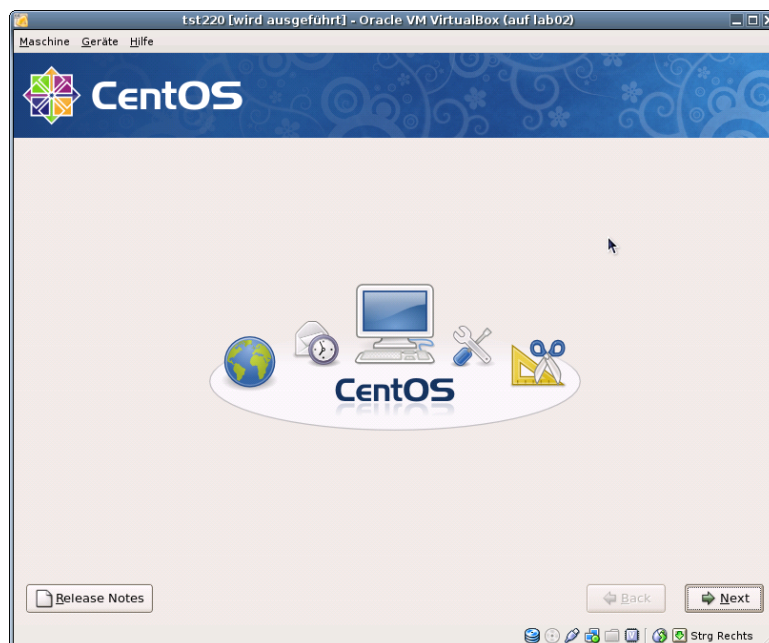 tst220 [wird ausgeführt] - Oracle VM VirtualBox (auf lab02)
Maschine Geräte Hilfe
CentOS
CentOS
Release Notes
Back
Next
Strg Rechts